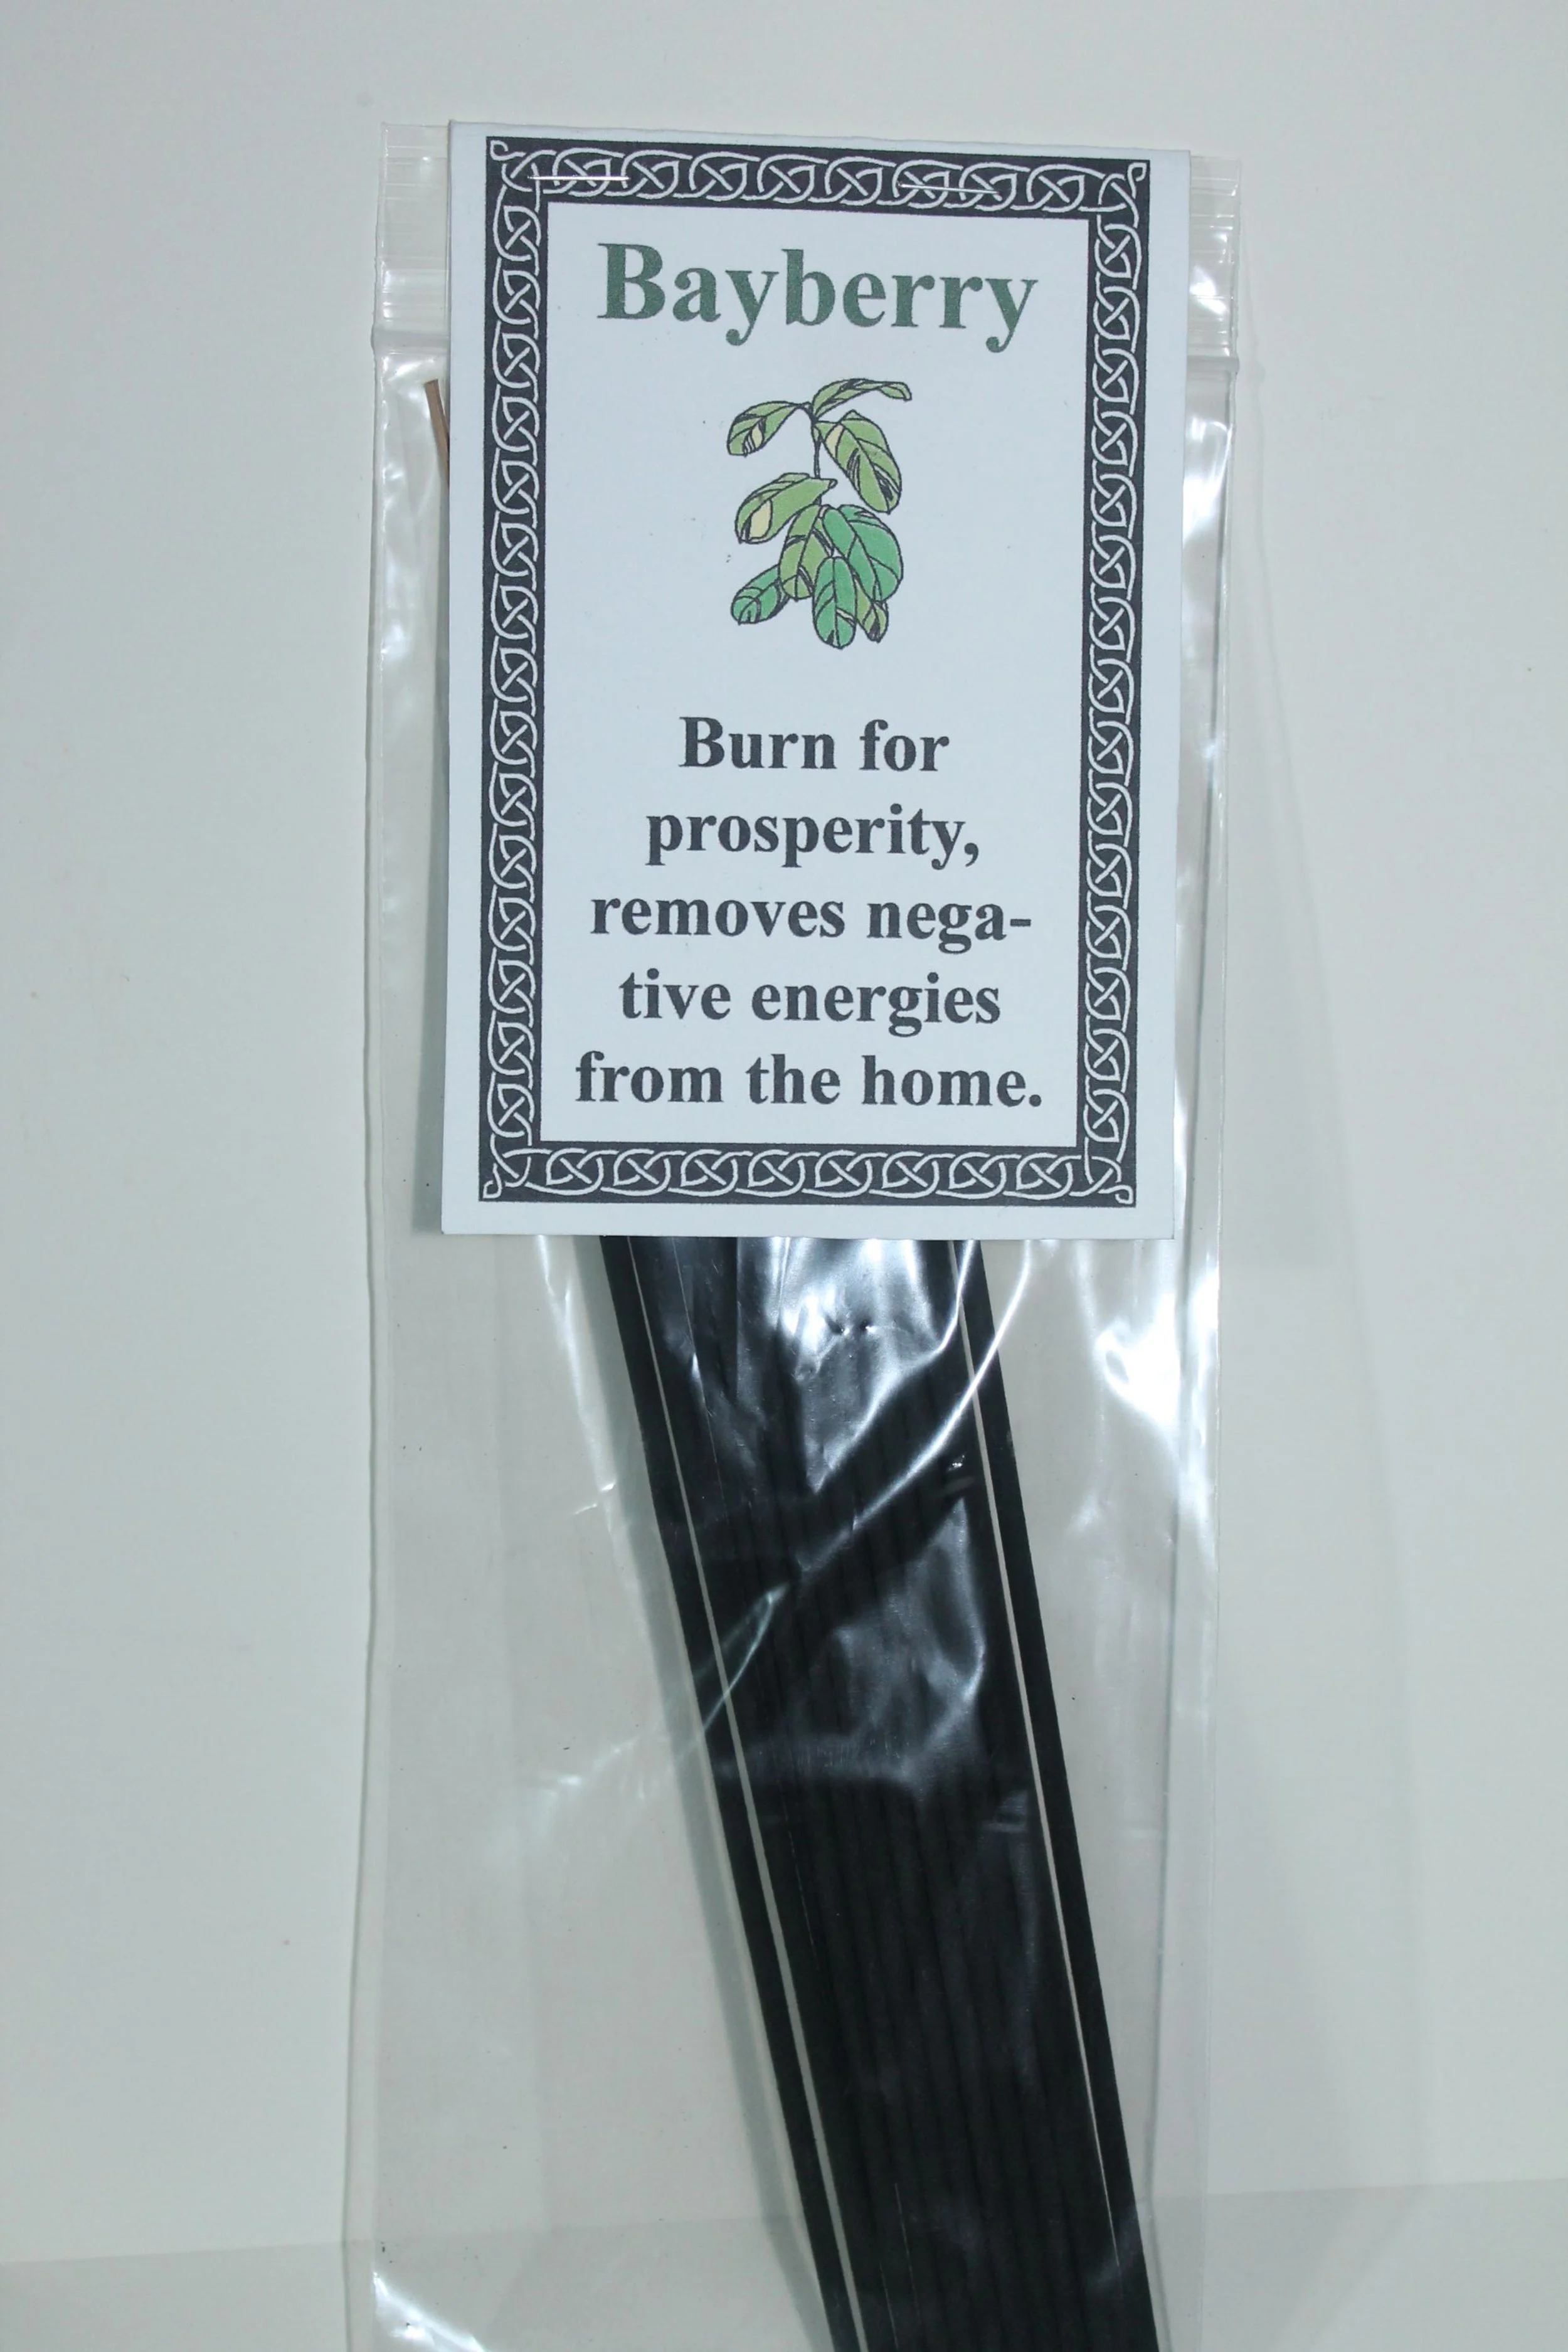 Bayberry
Burn for
prosperity,
removes nega-
tive energies
from the home.